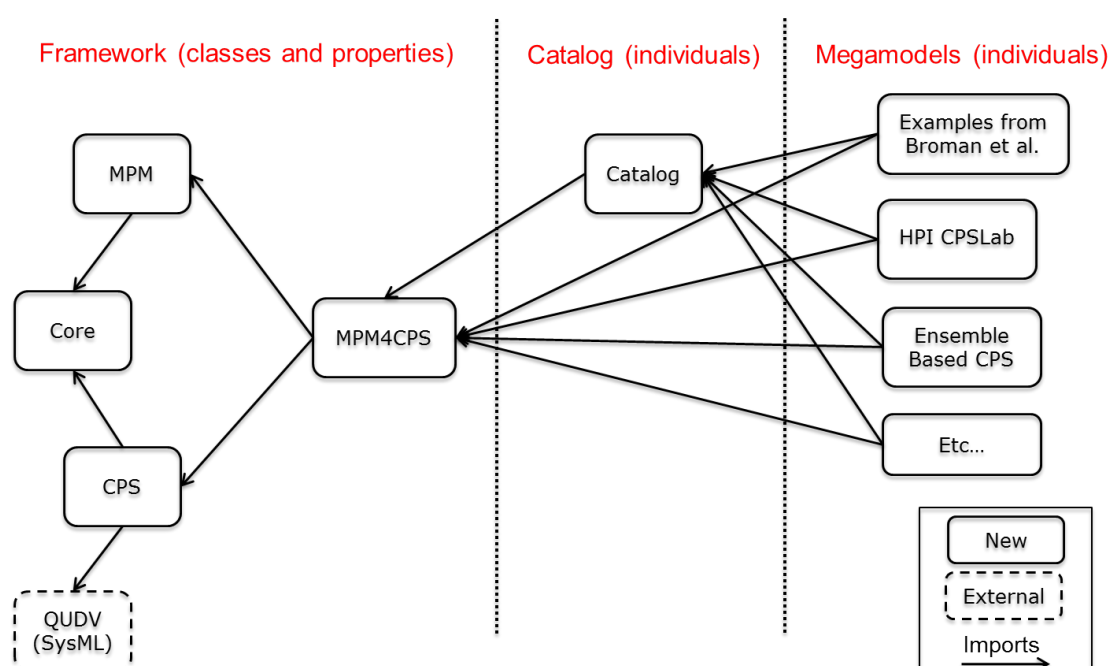 Framework (classes and properties)
Catalog (individuals)
Megamodels (individuals)
Examples from
Broman et al.
MPM
Catalog
HPI CPSLab
Core
MPM4CPS
Ensemble
Based CPS
Etc...
CPS
New
External
QUDV
(SysML)
Imports